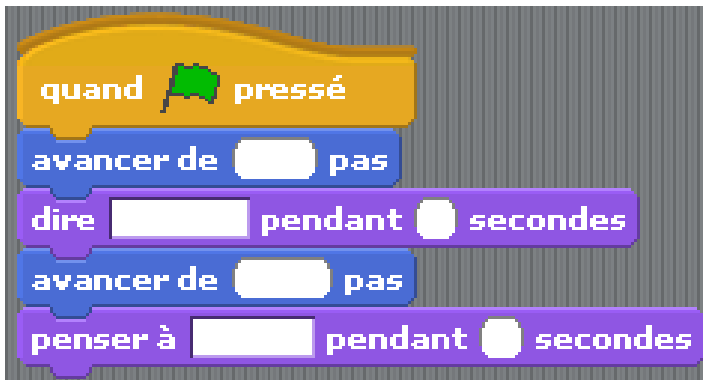 quand pressé
avancer de pas
dire pendant secondes
avancer de pas
penser à pendant secondes